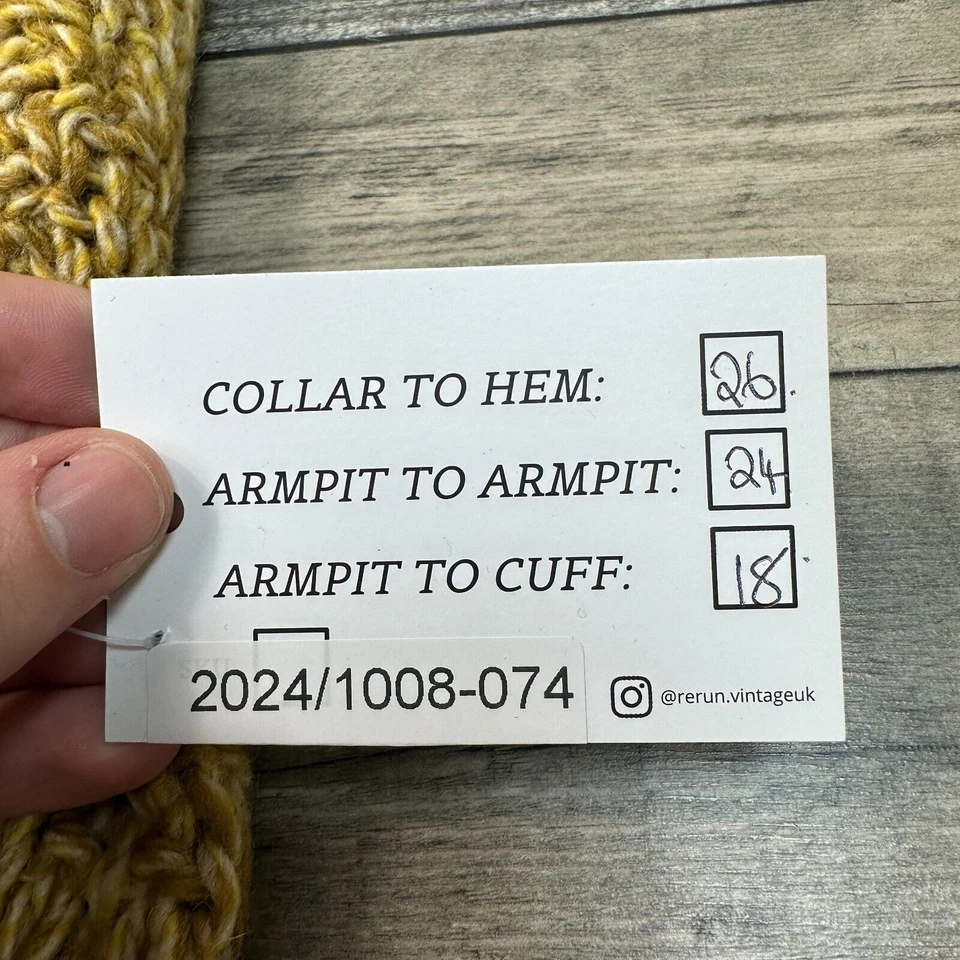 COLLAR TO HEM: 26
ARMPIT TO ARMPIT: 24
ARMPIT TO CUFF: 18
2024/1008-074
@rerun.vintageuk